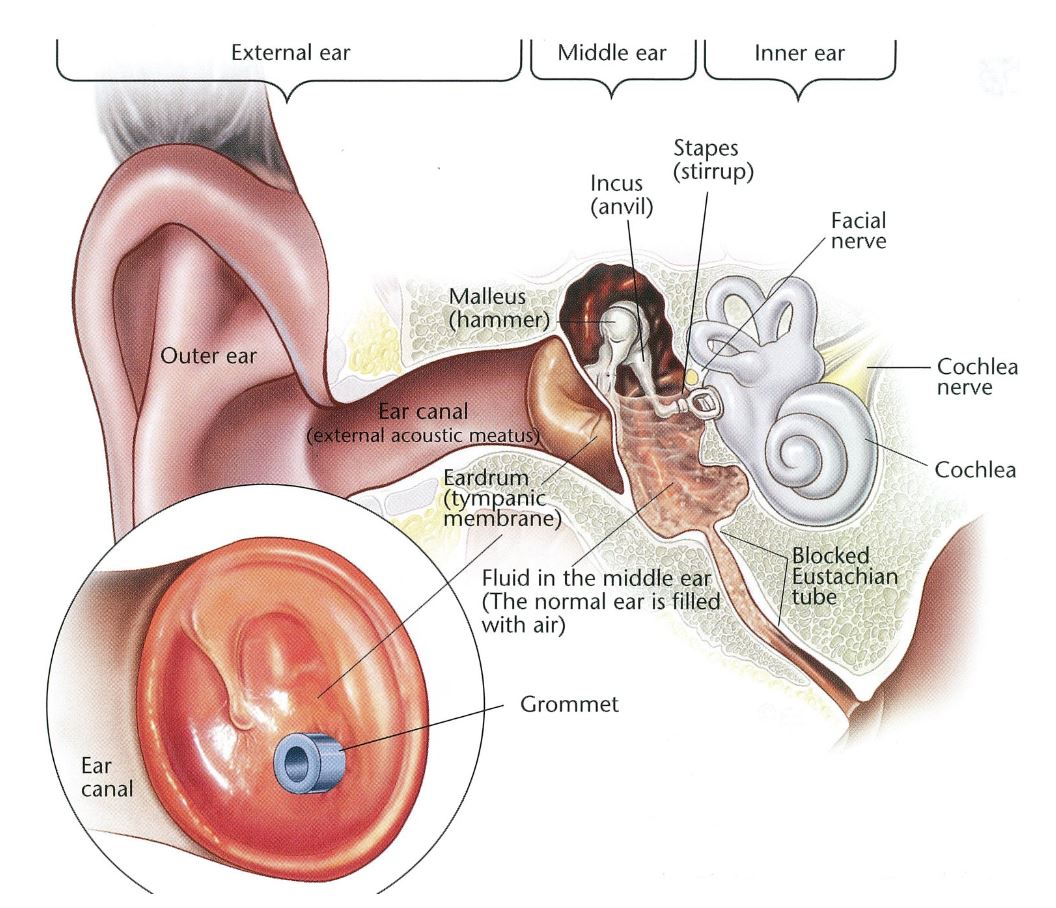 External ear
Middle ear
Inner ear
Stapes
(stirrup)
Incus
(anvil)
Facial
nerve
Malleus
(hammer)
Outer ear
Cochlea
nerve
Ear canal
(external acoustic meatus)
Cochlea
Eardrum
(tympanic
membrane)
Blocked
Eustachian
tube
Fluid in the middle ear
(The normal ear is filled
with air)
Grommet
Ear
canal